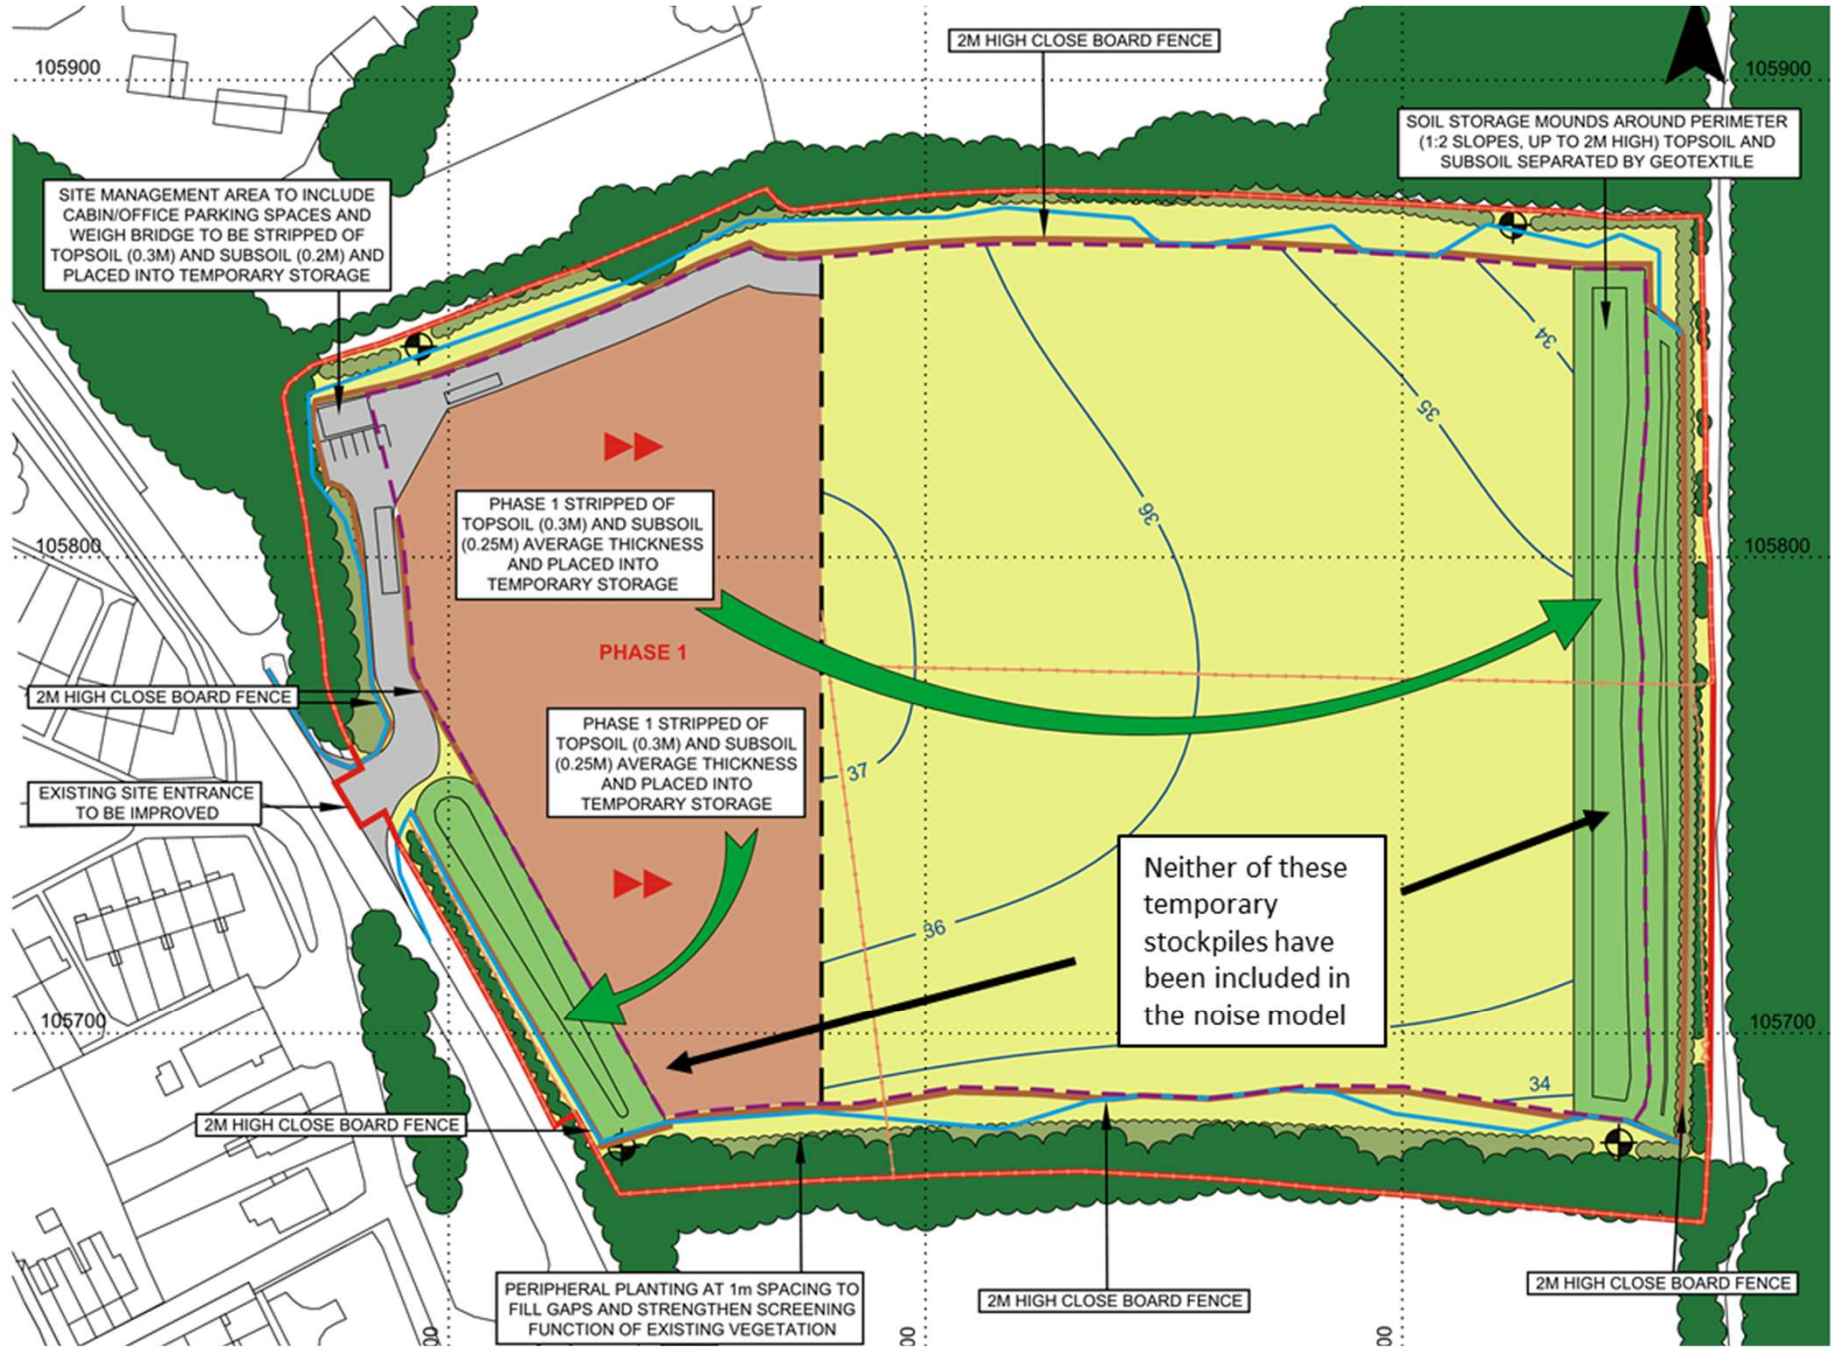 2M HIGH CLOSE BOARD FENCE
105900
105900
SOIL STORAGE MOUNDS AROUND PERIMETER
(1:2 SLOPES, UP TO 2M HIGH) TOPSOIL AND
SUBSOIL SEPARATED BY GEOTEXTILE
SITE MANAGEMENT AREA TO INCLUDE
CABIN/OFFICE PARKING SPACES AND
WEIGH BRIDGE TO BE STRIPPED OF
TOPSOIL (0.3M) AND SUBSOIL (0.2M) AND
PLACED INTO TEMPORARY STORAGE
34
35
36
PHASE 1 STRIPPED OF
TOPSOIL (0.3M) AND SUBSOIL
(0.25M) AVERAGE THICKNESS
AND PLACED INTO
TEMPORARY STORAGE
105800
105800
PHASE 1
2M HIGH CLOSE BOARD FENCE
PHASE 1 STRIPPED OF
TOPSOIL (0.3M) AND SUBSOIL
(0.25M) AVERAGE THICKNESS
AND PLACED INTO
TEMPORARY STORAGE
37
EXISTING SITE ENTRANCE
TO BE IMPROVED
Neither of these
temporary
stockpiles have
been included in
the noise model
36
105700
105700
34
2M HIGH CLOSE BOARD FENCE
PERIPHERAL PLANTING AT 1m SPACING TO
FILL GAPS AND STRENGTHEN SCREENING
FUNCTION OF EXISTING VEGETATION
2M HIGH CLOSE BOARD FENCE
2M HIGH CLOSE BOARD FENCE
00
00
00